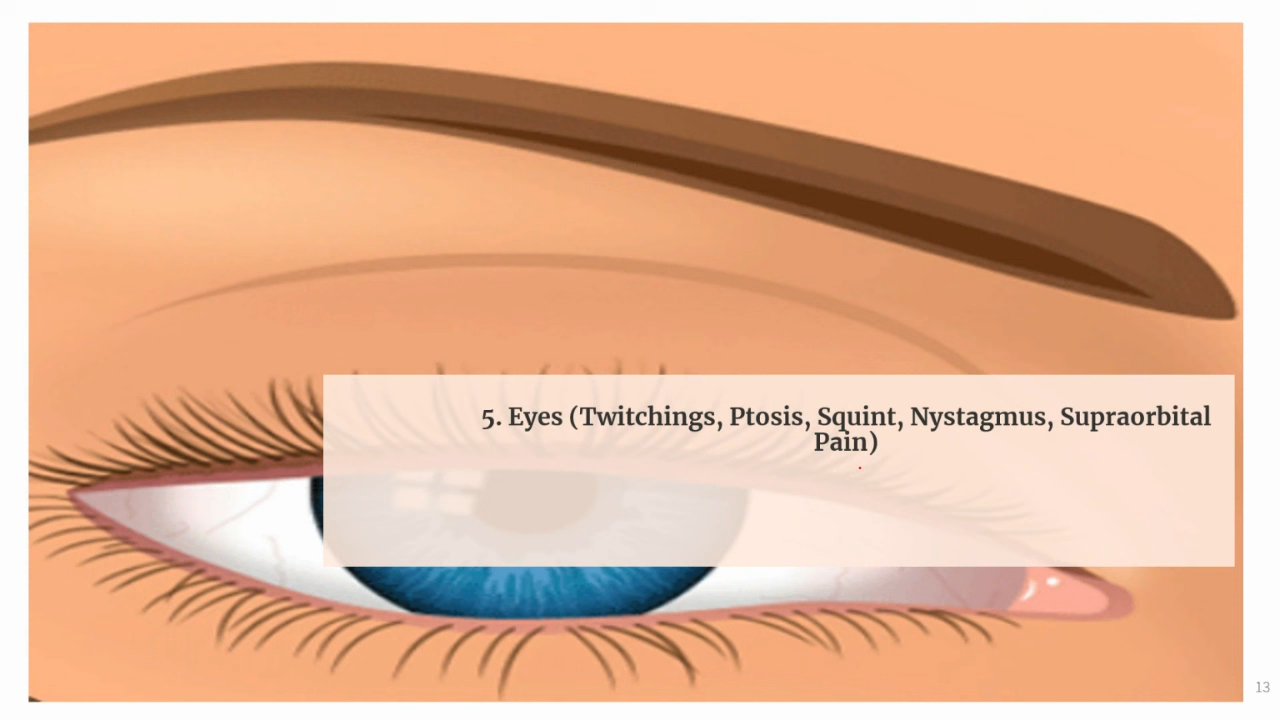 5. Eyes (Twitchings, Ptosis, Squint, Nystagmus, Supraorbital
Pain)
.
13